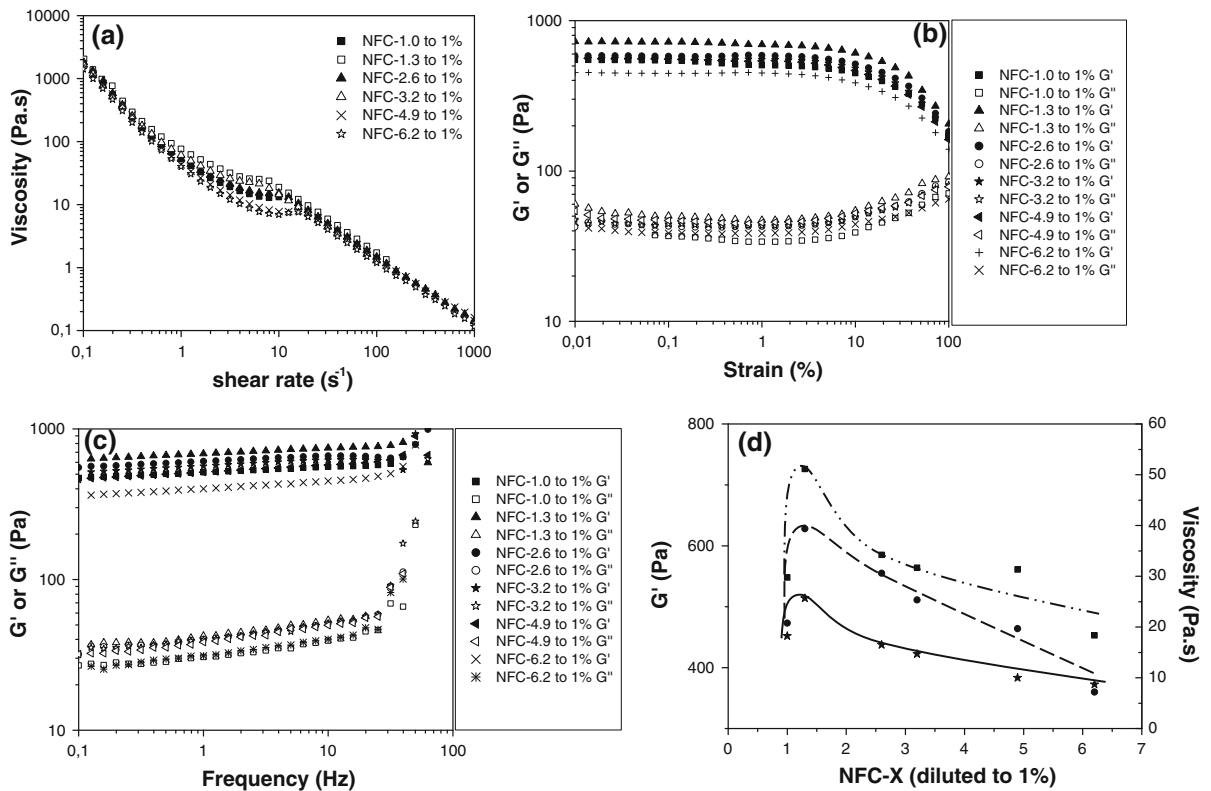 (a)
10000
1000
100
10
1
0,1
Viscosity (Pa.s)
NFC-1.0 to 1%
NFC-1.3 to 1%
NFC-2.6 to 1%
NFC-3.2 to 1%
NFC-4.9 to 1%
NFC-6.2 to 1%
0,1 1 10 100 1000
shear rate (s-1)
(b)
1000
100
10
G' or G'' (Pa)
NFC-1.0 to 1% G'
NFC-1.0 to 1% G''
NFC-1.3 to 1% G'
NFC-1.3 to 1% G''
NFC-2.6 to 1% G'
NFC-2.6 to 1% G''
NFC-3.2 to 1% G'
NFC-3.2 to 1% G''
NFC-4.9 to 1% G'
NFC-4.9 to 1% G''
NFC-6.2 to 1% G'
NFC-6.2 to 1% G''
0,01 0,1 1 10 100
Strain (%)
(c)
1000
100
10
G' or G'' (Pa)
NFC-1.0 to 1% G'
NFC-1.0 to 1% G''
NFC-1.3 to 1% G'
NFC-1.3 to 1% G''
NFC-2.6 to 1% G'
NFC-2.6 to 1% G''
NFC-3.2 to 1% G'
NFC-3.2 to 1% G''
NFC-4.9 to 1% G'
NFC-4.9 to 1% G''
NFC-6.2 to 1% G'
NFC-6.2 to 1% G''
0,1 1 10 100
Frequency (Hz)
(d)
800
600
400
G' (Pa)
60
50
40
30
20
10
0
Viscosity (Pa.s)
0 1 2 3 4 5 6 7
NFC-X (diluted to 1%)